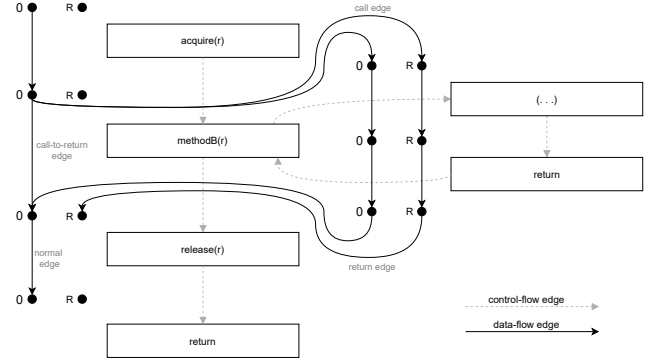 0 R
call edge
acquire(r)
0 R
0 R
(. . .)
methodB(r)
0 R
call-to-return
edge
return
0 R
0 R
release(r)
normal
edge
return edge
0 R
control-flow edge
data-flow edge
return